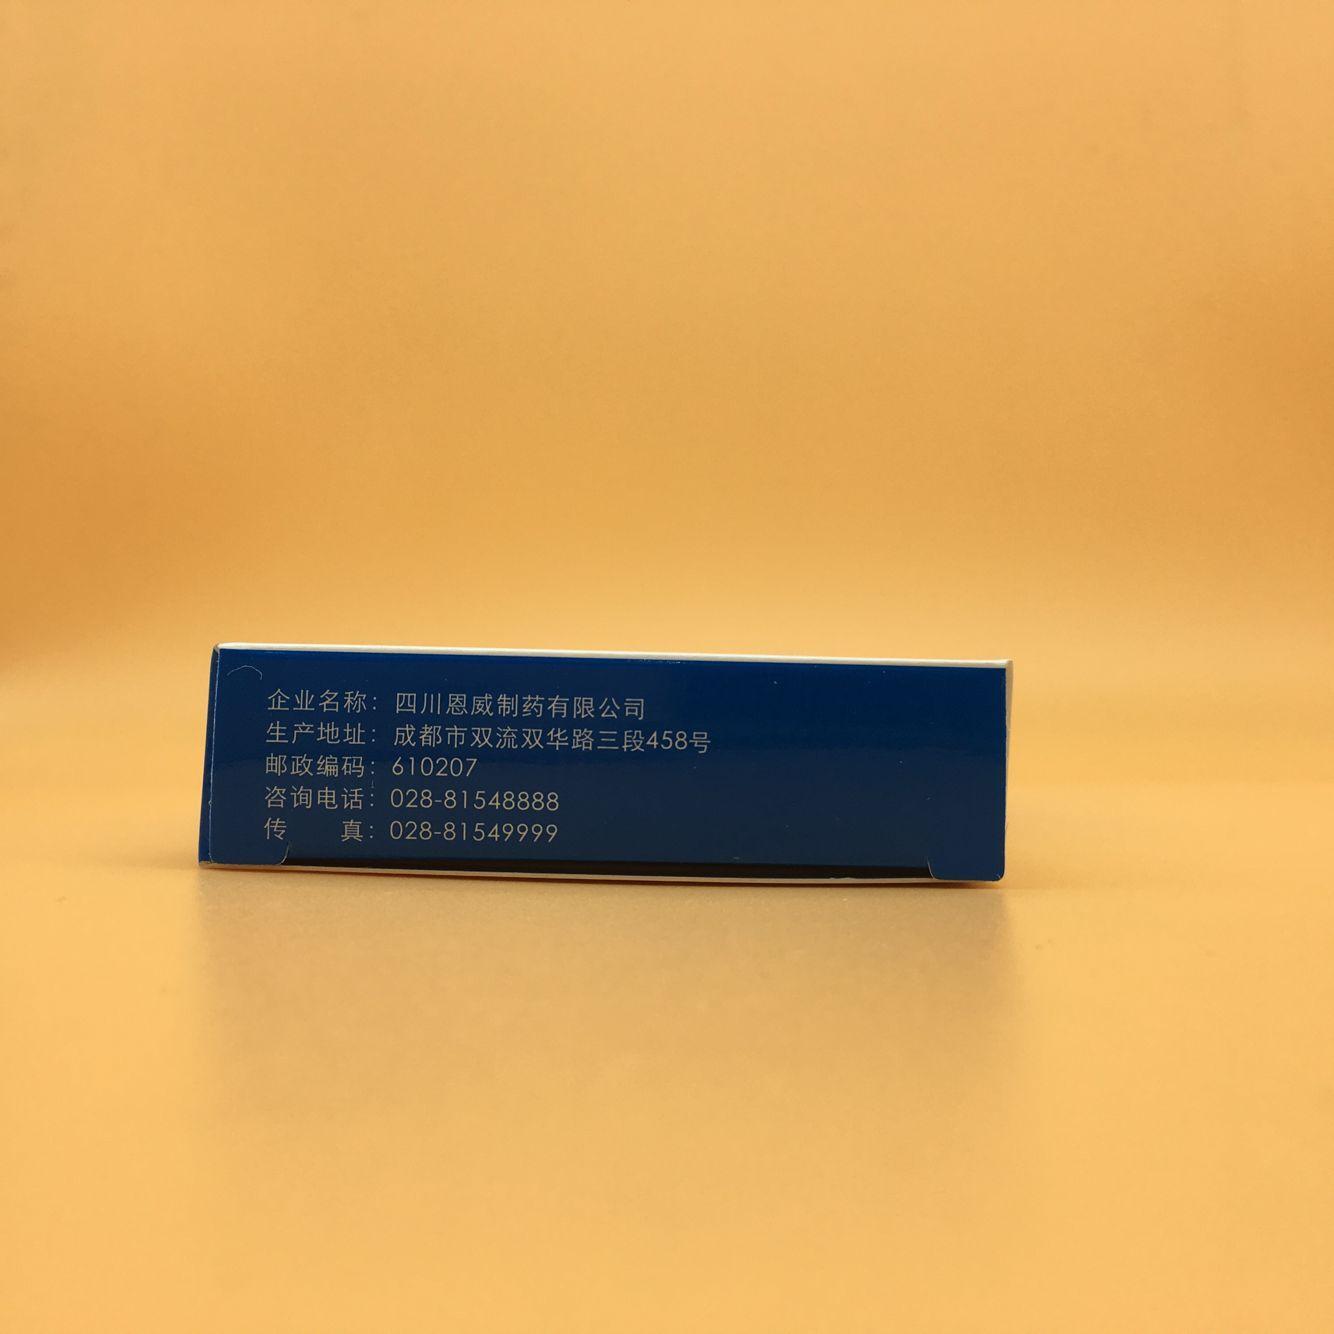 企业名称：四川恩威制药有限公司
生产地址：成都市双流双华路三段458号
邮政编码：610207
咨询电话：028-81548888
传　　真：028-81549999